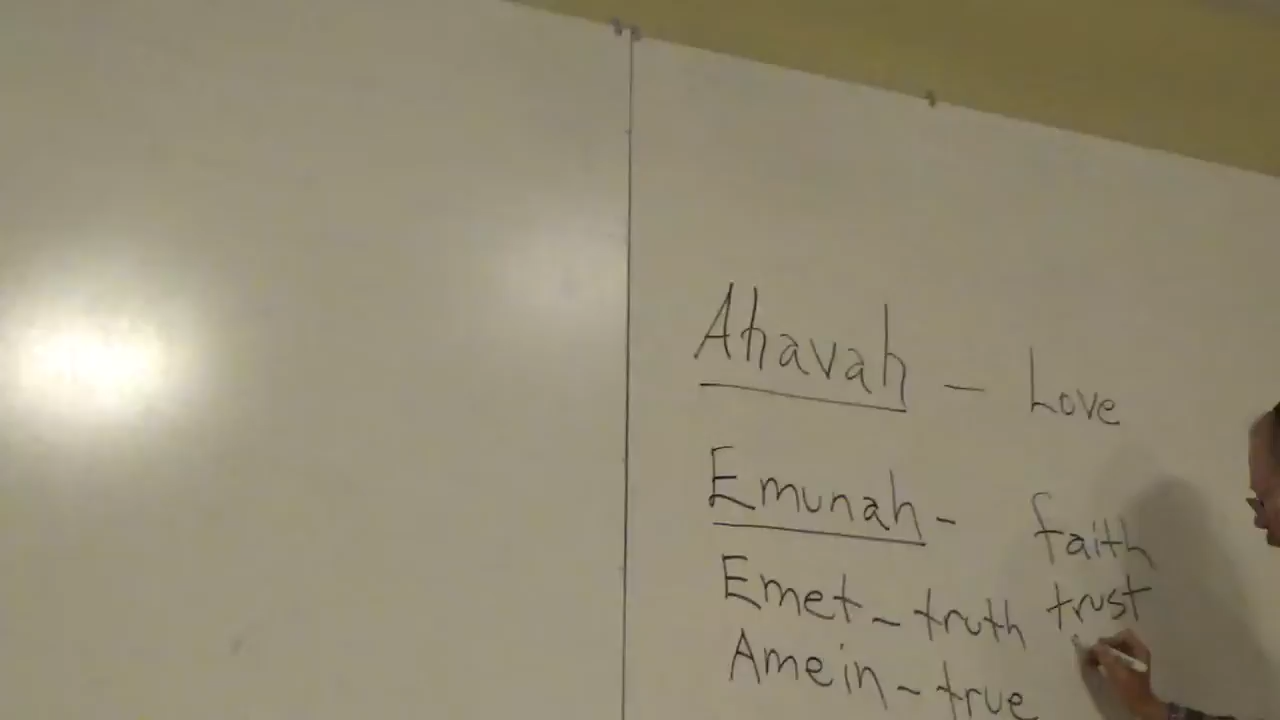 Ahavah - Love
Emunah - faith
Emet - truth trust
Amein - true